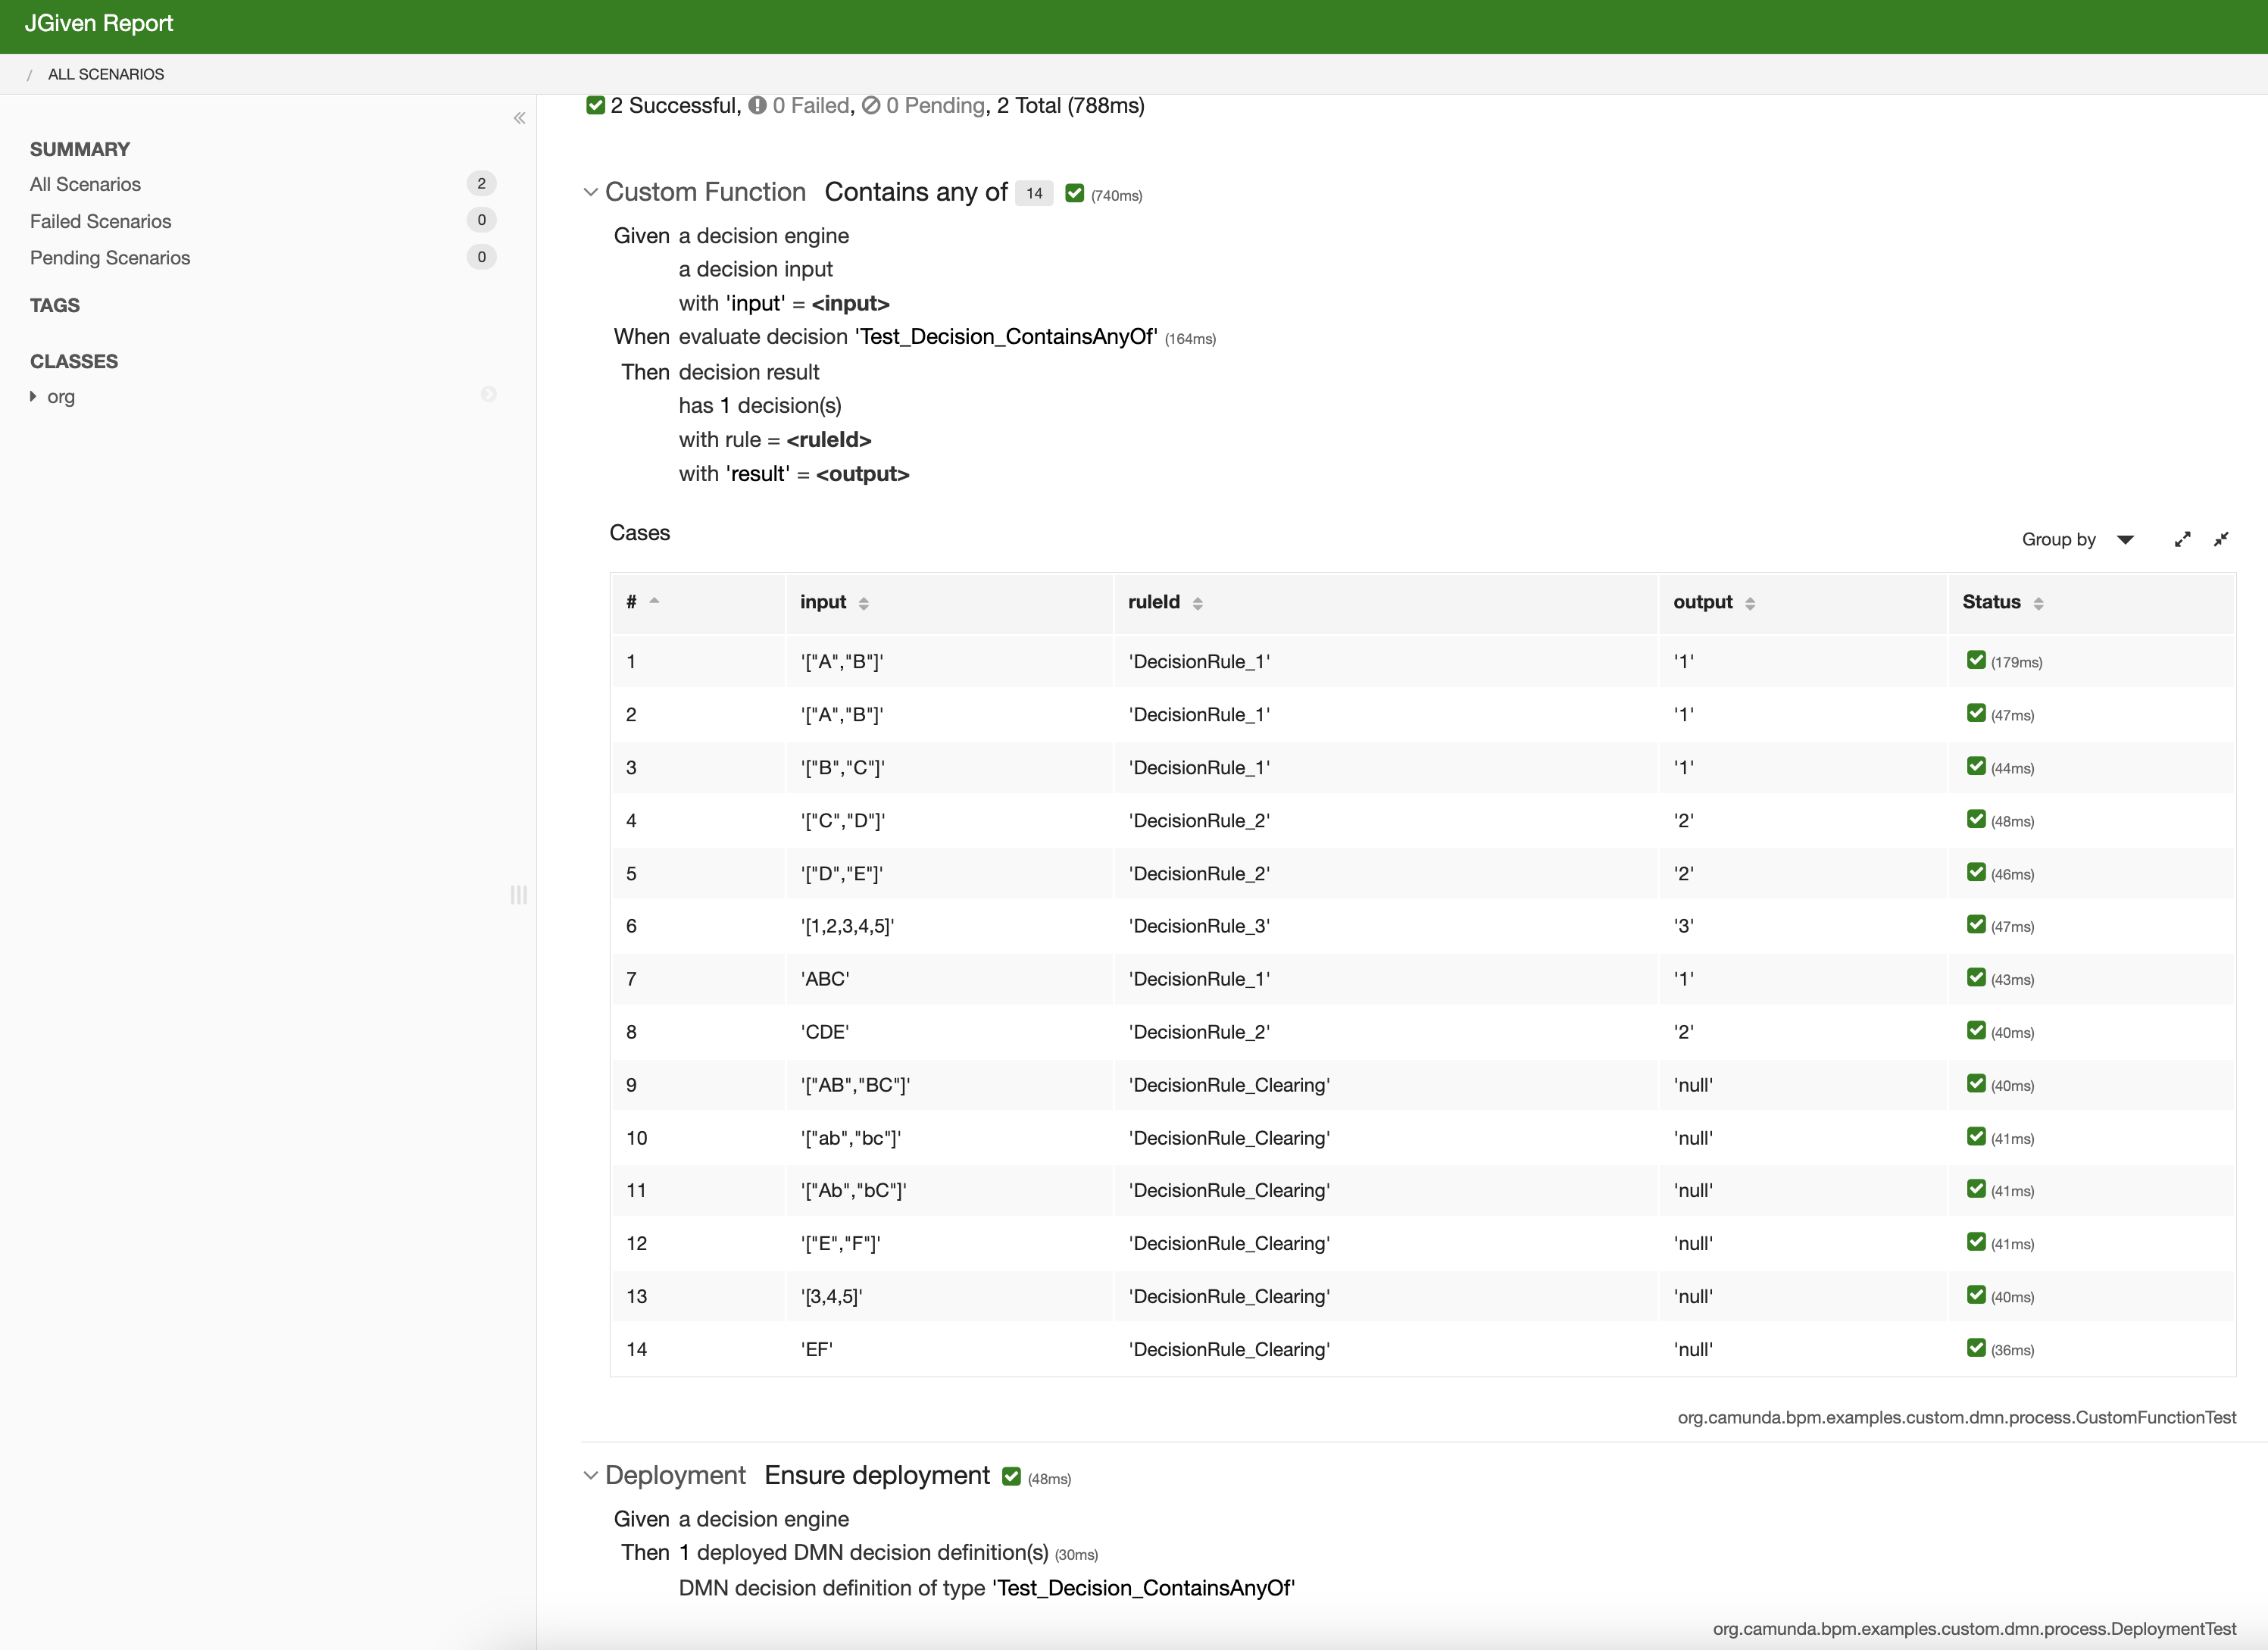 JGiven Report
/ ALL SCENARIOS
SUMMARY
All Scenarios 2
Failed Scenarios 0
Pending Scenarios 0
TAGS
CLASSES
org
2 Successful, 0 Failed, 0 Pending, 2 Total (788ms)
Custom Function Contains any of 14 (740ms)
Given a decision engine
a decision input
with 'input' = <input>
When evaluate decision 'Test_Decision_ContainsAnyOf' (164ms)
Then decision result
has 1 decision(s)
with rule = <ruleId>
with 'result' = <output>
Cases
Group by
# input ruleId output Status
1 '["A","B"]' 'DecisionRule_1' '1' (179ms)
2 '["A","B"]' 'DecisionRule_1' '1' (47ms)
3 '["B","C"]' 'DecisionRule_1' '1' (44ms)
4 '["C","D"]' 'DecisionRule_2' '2' (48ms)
5 '["D","E"]' 'DecisionRule_2' '2' (46ms)
6 '[1,2,3,4,5]' 'DecisionRule_3' '3' (47ms)
7 'ABC' 'DecisionRule_1' '1' (43ms)
8 'CDE' 'DecisionRule_2' '2' (40ms)
9 '["AB","BC"]' 'DecisionRule_Clearing' 'null' (40ms)
10 '["ab","bc"]' 'DecisionRule_Clearing' 'null' (41ms)
11 '["Ab","bC"]' 'DecisionRule_Clearing' 'null' (41ms)
12 '["E","F"]' 'DecisionRule_Clearing' 'null' (41ms)
13 '[3,4,5]' 'DecisionRule_Clearing' 'null' (40ms)
14 'EF' 'DecisionRule_Clearing' 'null' (36ms)
org.camunda.bpm.examples.custom.dmn.process.CustomFunctionTest
Deployment Ensure deployment (48ms)
Given a decision engine
Then 1 deployed DMN decision definition(s) (30ms)
DMN decision definition of type 'Test_Decision_ContainsAnyOf'
org.camunda.bpm.examples.custom.dmn.process.DeploymentTest